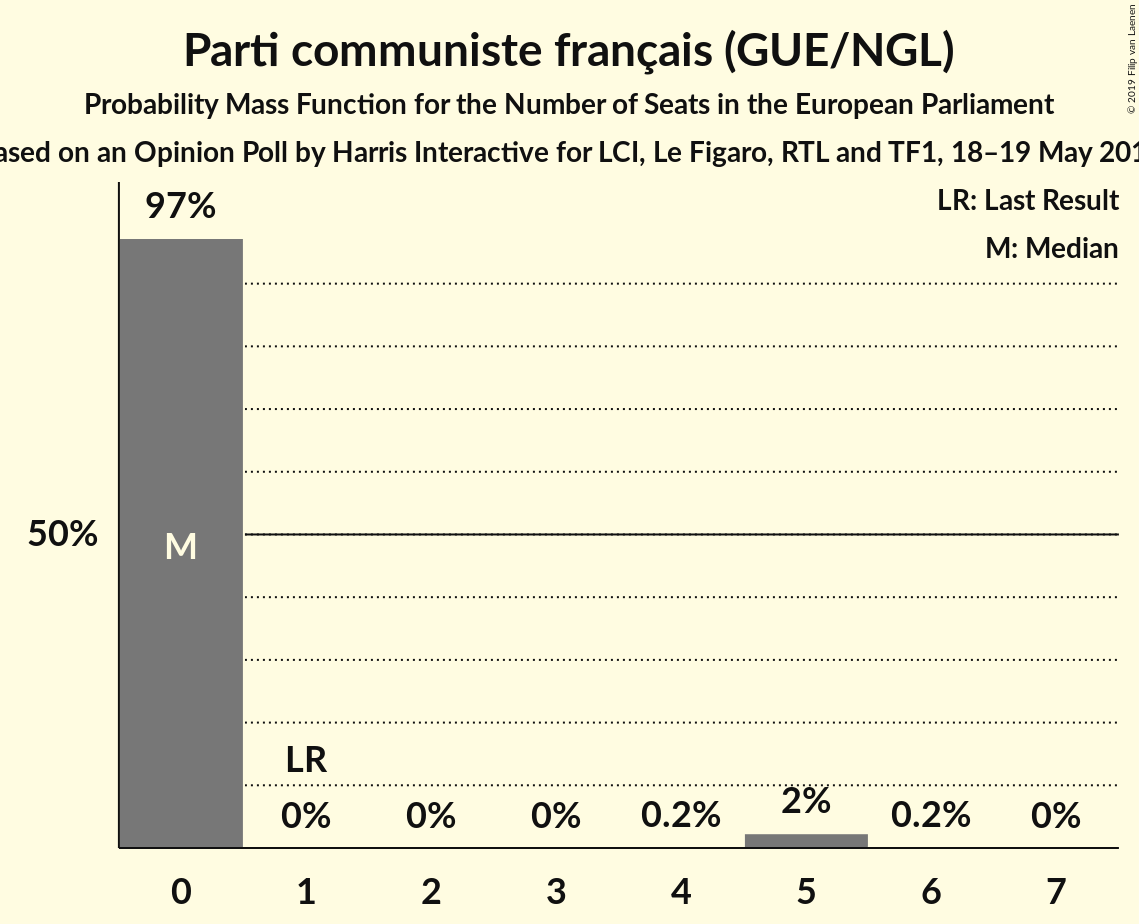 Parti communiste français (GUE/NGL)
Probability Mass Function for the Number of Seats in the European Parliament
ased on an Opinion Poll by Harris Interactive for LCI, Le Figaro, RTL and TF1, 18–19 May 201
© 2019 Filip van Laenen
LR: Last Result
M: Median
97%
50%
M
LR
0% 0% 0% 0.2% 2% 0.2% 0%
0 1 2 3 4 5 6 7